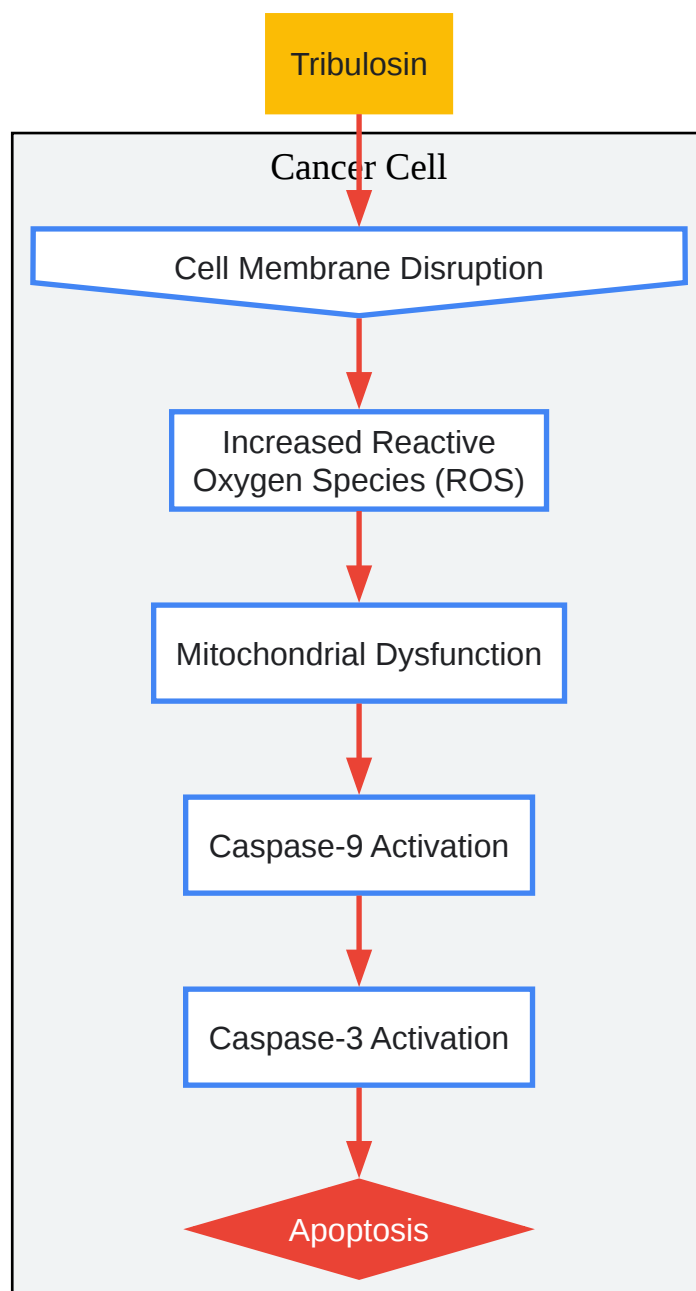 Tribulosin
Cancer Cell
Cell Membrane Disruption
Increased Reactive
Oxygen Species (ROS)
Mitochondrial Dysfunction
Caspase-9 Activation
Caspase-3 Activation
Apoptosis